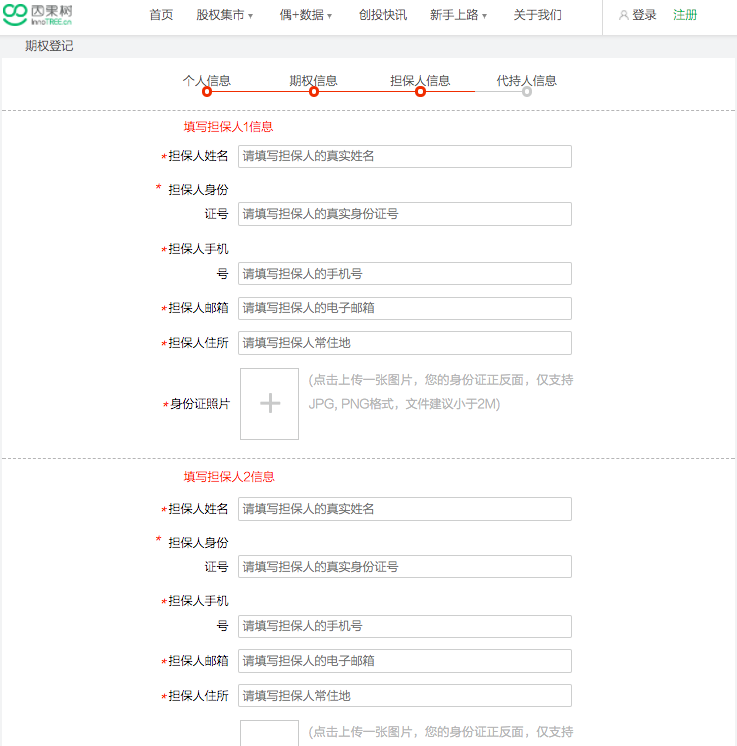 因果树
InnoTREE.cn
首页 股权集市 偶+数据 创投快讯 新手上路 关于我们 登录 注册
期权登记
个人信息 期权信息 担保人信息 代持人信息
填写担保人1信息
*担保人姓名 请填写担保人的真实姓名
* 担保人身份
证号 请填写担保人的真实身份证号
*担保人手机
号 请填写担保人的手机号
*担保人邮箱 请填写担保人的电子邮箱
*担保人住所 请填写担保人常住地
(点击上传一张图片，您的身份证正反面，仅支持
*身份证照片 JPG, PNG格式，文件建议小于2M)
填写担保人2信息
*担保人姓名 请填写担保人的真实姓名
* 担保人身份
证号 请填写担保人的真实身份证号
*担保人手机
号 请填写担保人的手机号
*担保人邮箱 请填写担保人的电子邮箱
*担保人住所 请填写担保人常住地
(点击上传一张图片，您的身份证正反面，仅支持